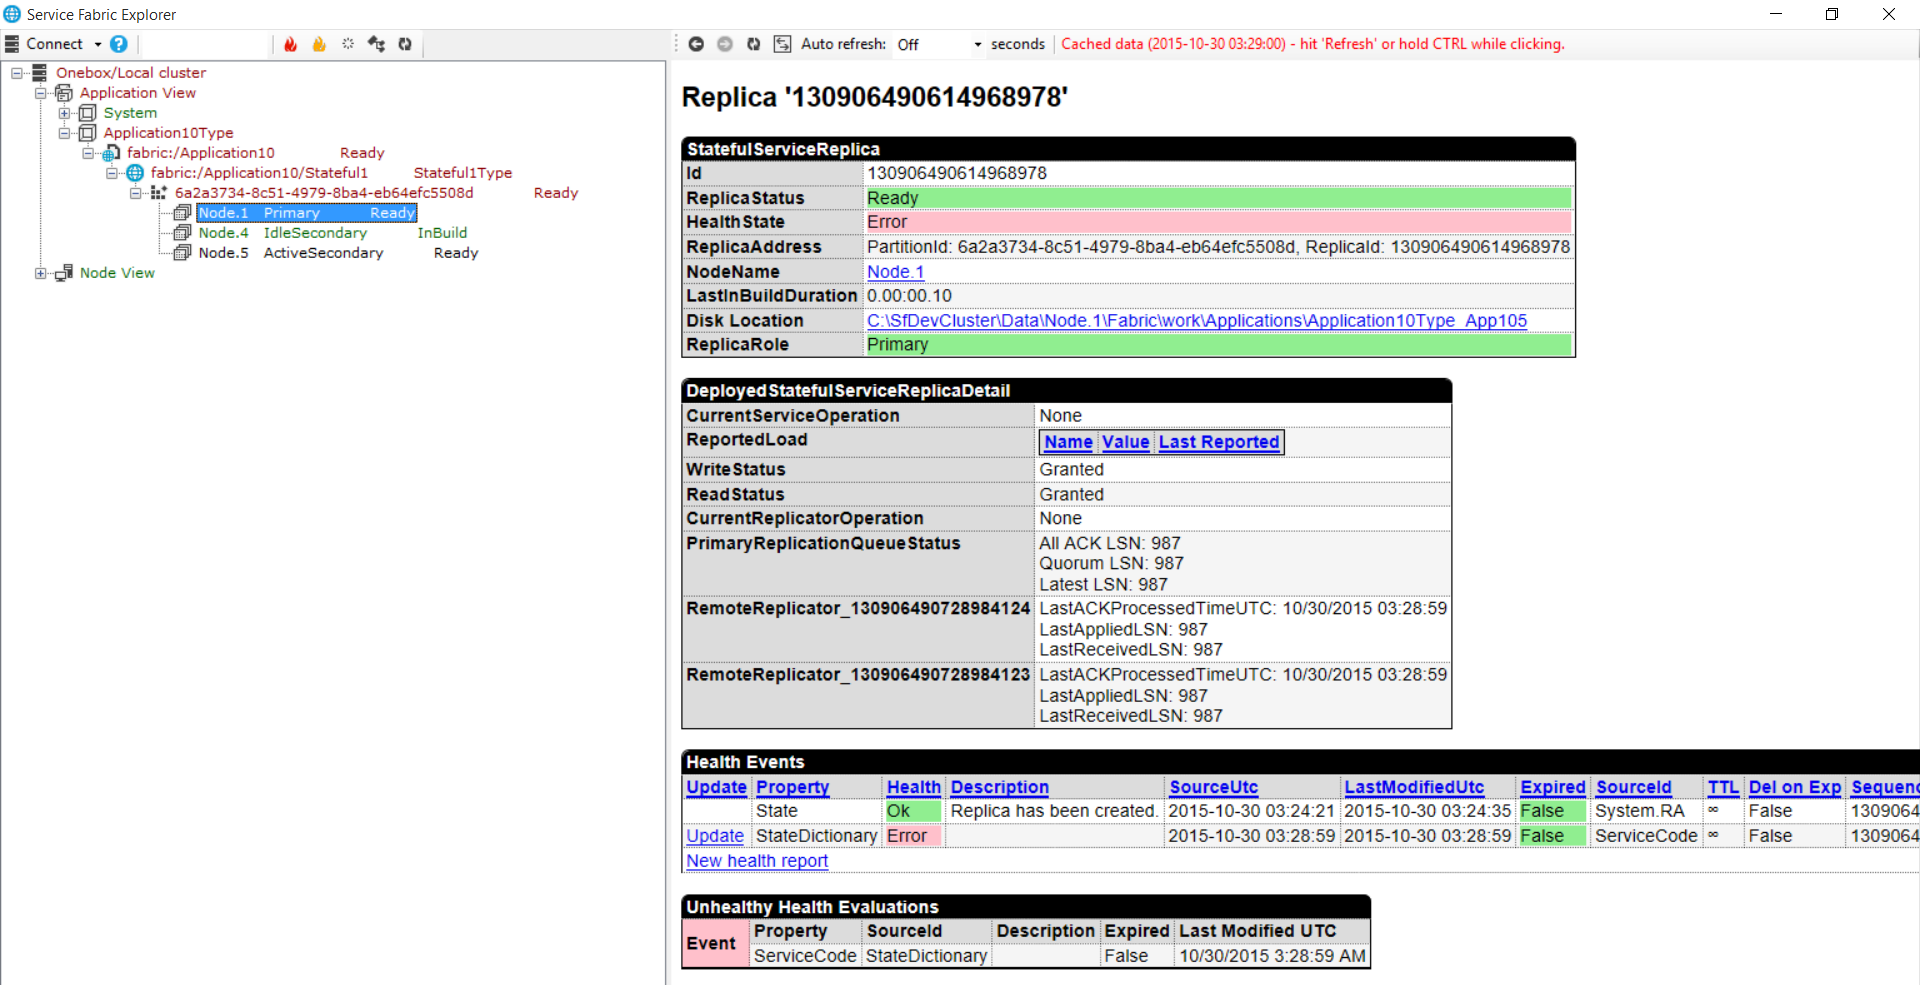 Service Fabric Explorer
Connect
Auto refresh: Off seconds Cached data (2015-10-30 03:29:00) - hit 'Refresh' or hold CTRL while clicking.
Onebox/Local cluster
Application View
System
Application10Type
fabric:/Application10 Ready
fabric:/Application10/Stateful1 Stateful1Type
6a2a3734-8c51-4979-8ba4-eb64efc5508d Ready
Node.1 Primary Ready
Node.4 IdleSecondary InBuild
Node.5 ActiveSecondary Ready
Node View
Replica '130906490614968978'
StatefulServiceReplica
Id 130906490614968978
ReplicaStatus Ready
HealthState Error
ReplicaAddress PartitionId: 6a2a3734-8c51-4979-8ba4-eb64efc5508d, ReplicaId: 130906490614968978
NodeName Node.1
LastInBuildDuration 0.00:00.10
Disk Location C:\SfDevCluster\Data\Node.1\Fabric\work\Applications\Application10Type_App105
ReplicaRole Primary
DeployedStatefulServiceReplicaDetail
CurrentServiceOperation None
ReportedLoad Name Value Last Reported
WriteStatus Granted
ReadStatus Granted
CurrentReplicatorOperation None
PrimaryReplicationQueueStatus All ACK LSN: 987
Quorum LSN: 987
Latest LSN: 987
RemoteReplicator_130906490728984124 LastACKProcessedTimeUTC: 10/30/2015 03:28:59
LastAppliedLSN: 987
LastReceivedLSN: 987
RemoteReplicator_130906490728984123 LastACKProcessedTimeUTC: 10/30/2015 03:28:59
LastAppliedLSN: 987
LastReceivedLSN: 987
Health Events
Update Property Health Description SourceUtc LastModifiedUtc Expired SourceId TTL Del on Exp Sequenc
State Ok Replica has been created. 2015-10-30 03:24:21 2015-10-30 03:24:35 False System.RA ∞ False 1309064
Update StateDictionary Error 2015-10-30 03:28:59 2015-10-30 03:28:59 False ServiceCode ∞ False 1309064
New health report
Unhealthy Health Evaluations
Event Property SourceId Description Expired Last Modified UTC
ServiceCode StateDictionary False 10/30/2015 3:28:59 AM